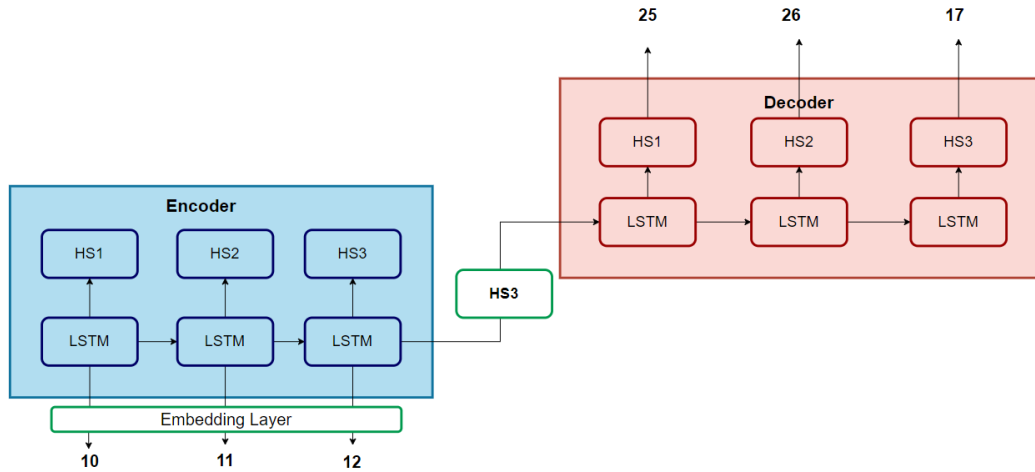 25 26 17
Decoder
HS1 HS2 HS3
LSTM LSTM LSTM
Encoder
HS1 HS2 HS3
HS3
LSTM LSTM LSTM
Embedding Layer
10 11 12